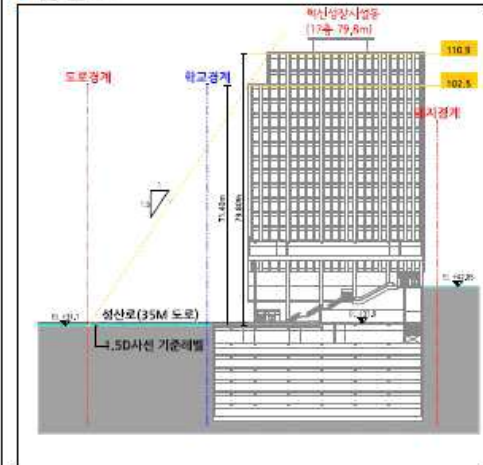 혁신성장시설동
(17층 79.8m)
110.9
102.5
도로경계
학교경계
대지경계
71.40m
79.80m
성산로(35M 도로)
1.5D사선 기준레벨